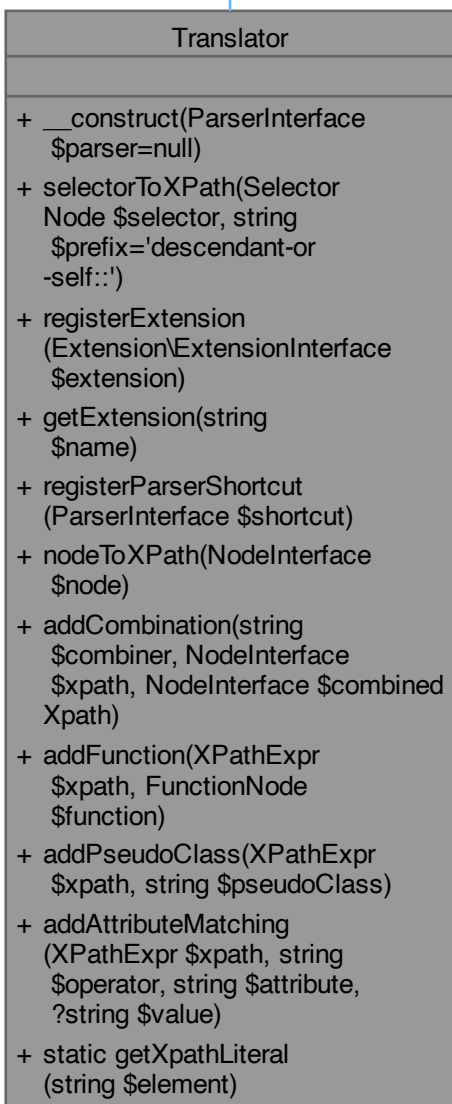 Translator
+ __construct(ParserInterface
$parser=null)
+ selectorToXPath(Selector
Node $selector, string
$prefix='descendant-or
-self::')
+ registerExtension
(Extension\ExtensionInterface
$extension)
+ getExtension(string
$name)
+ registerParserShortcut
(ParserInterface $shortcut)
+ nodeToXPath(NodeInterface
$node)
+ addCombination(string
$combiner, NodeInterface
$xpath, NodeInterface $combined
Xpath)
+ addFunction(XPathExpr
$xpath, FunctionNode
$function)
+ addPseudoClass(XPathExpr
$xpath, string $pseudoClass)
+ addAttributeMatching
(XPathExpr $xpath, string
$operator, string $attribute,
?string $value)
+ static getXpathLiteral
(string $element)